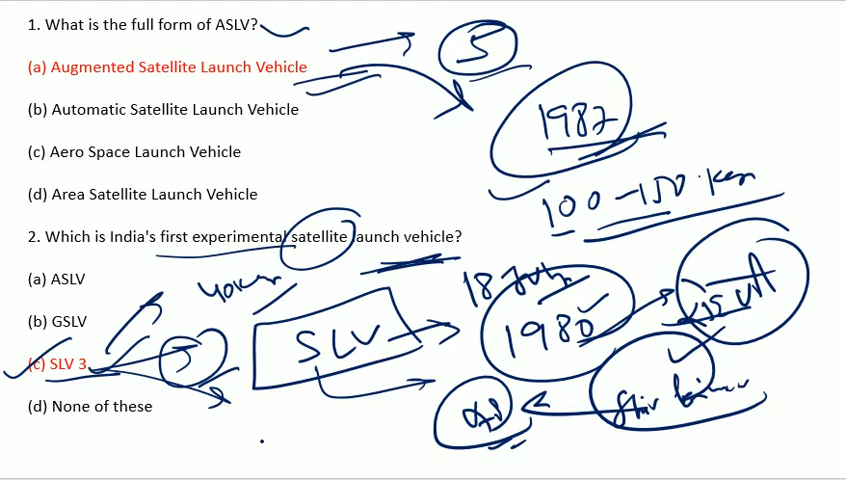 1. What is the full form of ASLV?
5
(a) Augmented Satellite Launch Vehicle
(b) Automatic Satellite Launch Vehicle
1987
(c) Aero Space Launch Vehicle
(d) Area Satellite Launch Vehicle
100-150
2. Which is India's first experimental satellite launch vehicle?
(a) ASLV
18 July
(b) GSLV
SLV
1980
(c) SLV 3
(d) None of these